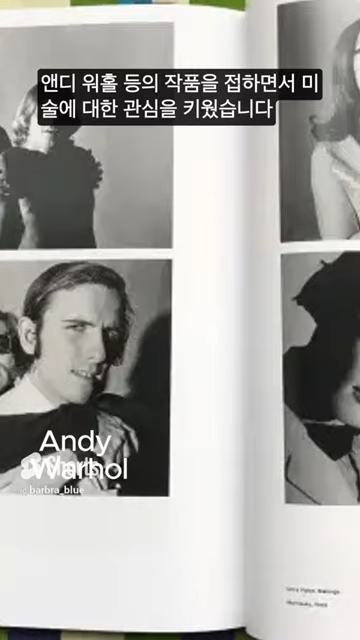 앤디 워홀 등의 작품을 접하면서 미
술에 대한 관심을 키웠습니다
Andy
Warhol
barbra_blue